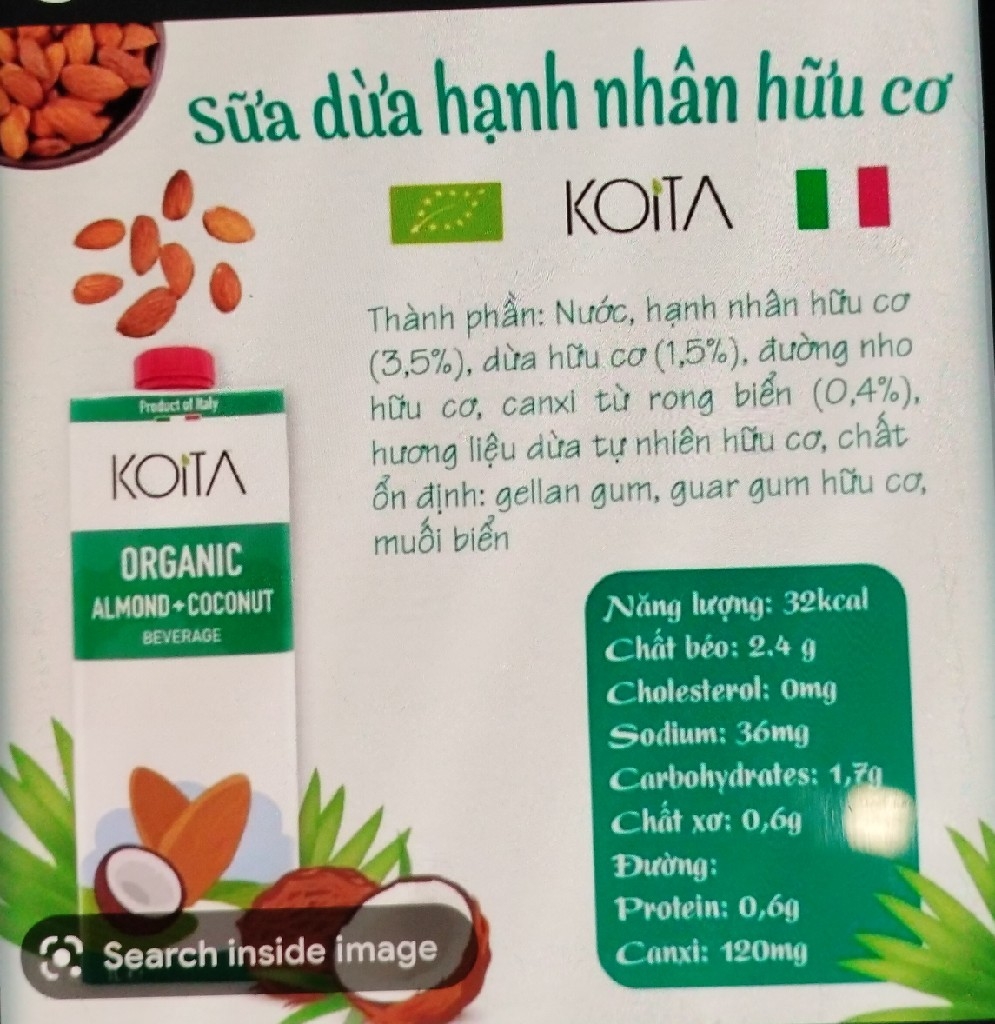 Sữa dừa hạnh nhân hữu cơ
KOiTA
Thành phần: Nước, hạnh nhân hữu cơ
(3,5%), dừa hữu cơ (1,5%), đường nho
hữu cơ, canxi từ rong biển (0,4%),
hương liệu dừa tự nhiên hữu cơ, chất
ổn định: gellan gum, guar gum hữu cơ,
muối biển
Product of Italy
KOiTA
ORGANIC
ALMOND+COCONUT
BEVERAGE
Năng lượng: 32kcal
Chất béo: 2.4 g
Cholesterol: 0mg
Sodium: 36mg
Carbohydrates: 1,7g
Chất xơ: 0,6g
Đường:
Protein: 0,6g
Canxi: 120mg
Search inside image